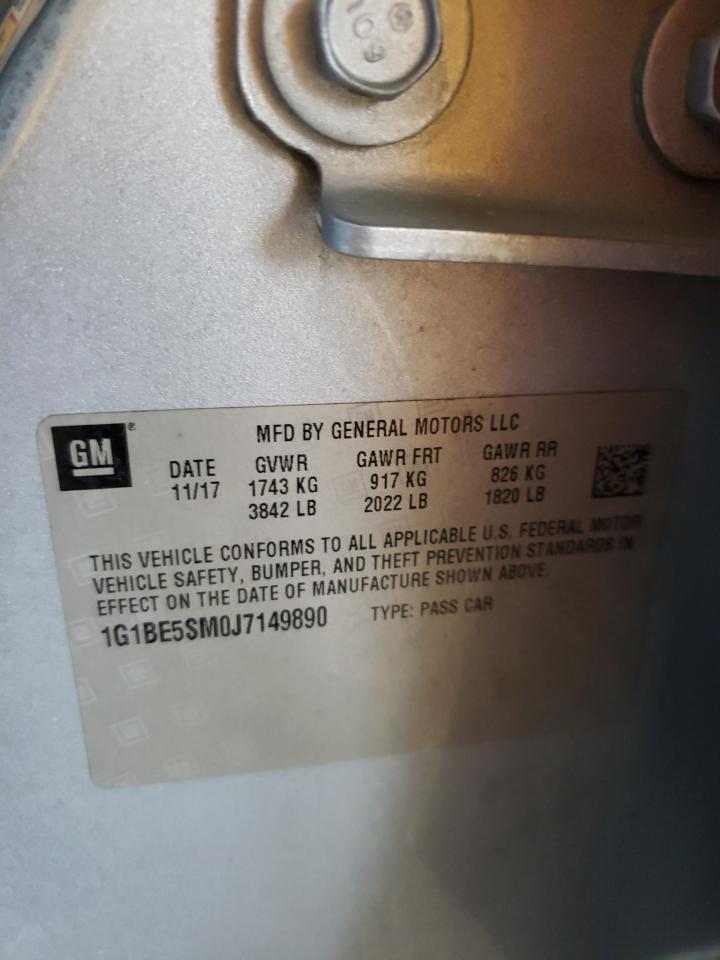 GM
MFD BY GENERAL MOTORS LLC
DATE GVWR GAWR FRT GAWR RR
11/17 1743 KG 917 KG 826 KG
3842 LB 2022 LB 1820 LB
THIS VEHICLE CONFORMS TO ALL APPLICABLE U.S. FEDERAL MOTOR
VEHICLE SAFETY, BUMPER, AND THEFT PREVENTION STANDARDS IN
EFFECT ON THE DATE OF MANUFACTURE SHOWN ABOVE.
1G1BE5SM0J7149890 TYPE: PASS CAR